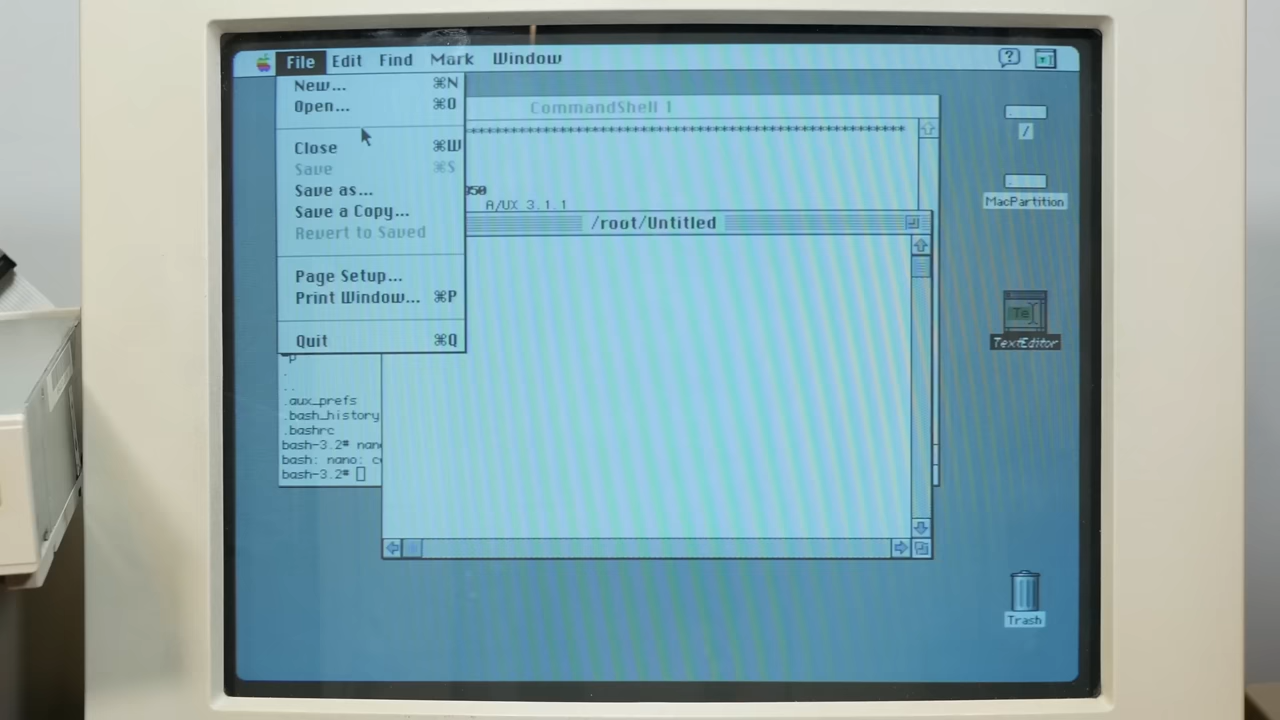 File Edit Find Mark Window
New... ⌘N
Open... ⌘O
Close ⌘W
Save ⌘S
Save as...
Save a Copy...
Revert to Saved
Page Setup...
Print Window... ⌘P
Quit ⌘Q
CommandShell 1
*****************************************************
A/UX 3.1.1
/root/Untitled
.
..
.aux_prefs
.bash_history
.bashrc
bash-3.2# nan
bash: nano: c
bash-3.2#
/
MacPartition
TextEditor
Trash